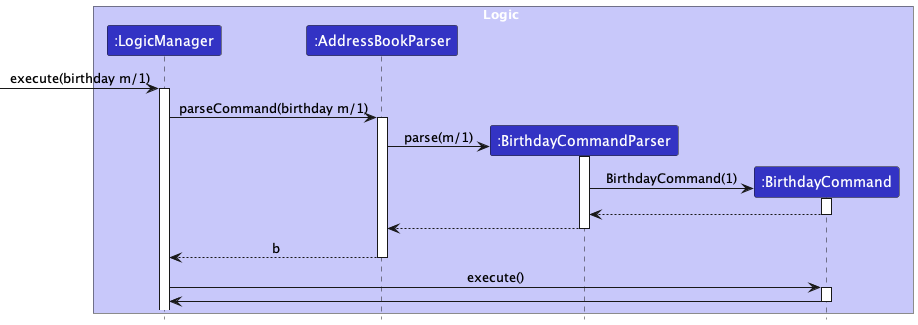 Logic
:LogicManager
:AddressBookParser
execute(birthday m/1)
parseCommand(birthday m/1)
parse(m/1)
:BirthdayCommandParser
BirthdayCommand(1)
:BirthdayCommand
b
execute()